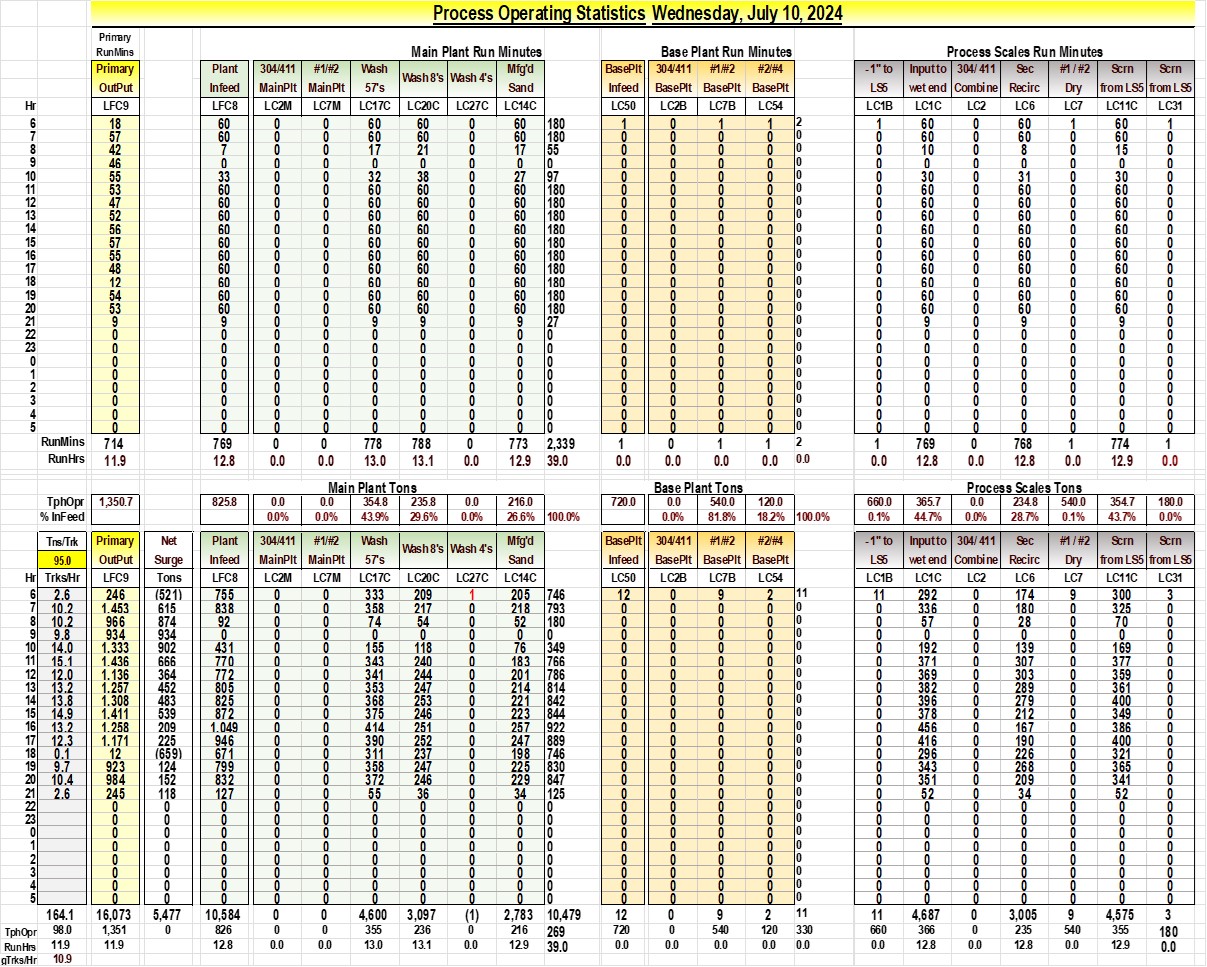 Process Operating Statistics Wednesday, July 10, 2024
Primary
RunMins Main Plant Run Minutes Base Plant Run Minutes Process Scales Run Minutes
Primary Plant 304/411 #1/#2 Wash Wash 8's Wash 4's Mfg'd BasePlt 304/411 #1/#2 #2/#4 -1" to Input to 304/ 411 Sec #1 / #2 Scrn Scrn
OutPut Infeed MainPlt MainPlt 57's Sand Infeed BasePlt BasePlt BasePlt LS5 wet end Combine Recirc Dry from LS5 from LS5
Hr LFC9 LFC8 LC2M LC7M LC17C LC20C LC27C LC14C LC50 LC2B LC7B LC54 LC1B LC1C LC2 LC6 LC7 LC11C LC31
6 18 60 0 0 60 60 0 60 180 1 0 1 1 2 1 60 0 60 1 60 1
7 57 60 0 0 60 60 0 60 180 0 0 0 0 0 0 60 0 60 0 60 0
8 42 7 0 0 17 21 0 17 55 0 0 0 0 0 0 10 0 8 0 15 0
9 46 0 0 0 0 0 0 0 0 0 0 0 0 0 0 0 0 0 0 0 0
10 55 33 0 0 32 38 0 27 97 0 0 0 0 0 0 30 0 31 0 30 0
11 53 60 0 0 60 60 0 60 180 0 0 0 0 0 0 60 0 60 0 60 0
12 47 60 0 0 60 60 0 60 180 0 0 0 0 0 0 60 0 60 0 60 0
13 52 60 0 0 60 60 0 60 180 0 0 0 0 0 0 60 0 60 0 60 0
14 56 60 0 0 60 60 0 60 180 0 0 0 0 0 0 60 0 60 0 60 0
15 57 60 0 0 60 60 0 60 180 0 0 0 0 0 0 60 0 60 0 60 0
16 55 60 0 0 60 60 0 60 180 0 0 0 0 0 0 60 0 60 0 60 0
17 48 60 0 0 60 60 0 60 180 0 0 0 0 0 0 60 0 60 0 60 0
18 12 60 0 0 60 60 0 60 180 0 0 0 0 0 0 60 0 60 0 60 0
19 54 60 0 0 60 60 0 60 180 0 0 0 0 0 0 60 0 60 0 60 0
20 53 60 0 0 60 60 0 60 180 0 0 0 0 0 0 60 0 60 0 60 0
21 9 9 0 0 9 9 0 9 27 0 0 0 0 0 0 9 0 9 0 9 0
22 0 0 0 0 0 0 0 0 0 0 0 0 0 0 0 0 0 0 0 0 0
23 0 0 0 0 0 0 0 0 0 0 0 0 0 0 0 0 0 0 0 0 0
0 0 0 0 0 0 0 0 0 0 0 0 0 0 0 0 0 0 0 0 0 0
1 0 0 0 0 0 0 0 0 0 0 0 0 0 0 0 0 0 0 0 0 0
2 0 0 0 0 0 0 0 0 0 0 0 0 0 0 0 0 0 0 0 0 0
3 0 0 0 0 0 0 0 0 0 0 0 0 0 0 0 0 0 0 0 0 0
4 0 0 0 0 0 0 0 0 0 0 0 0 0 0 0 0 0 0 0 0 0
5 0 0 0 0 0 0 0 0 0 0 0 0 0 0 0 0 0 0 0 0 0
RunMins 714 769 0 0 778 788 0 773 2,339 1 0 1 1 2 1 769 0 768 1 774 1
RunHrs 11.9 12.8 0.0 0.0 13.0 13.1 0.0 12.9 39.0 0.0 0.0 0.0 0.0 0.0 0.0 12.8 0.0 12.8 0.0 12.9 0.0
Main Plant Tons Base Plant Tons Process Scales Tons
TphOpr 1,350.7 825.8 0.0 0.0 354.8 235.8 0.0 216.0 720.0 0.0 540.0 120.0 660.0 365.7 0.0 234.8 540.0 354.7 180.0
% InFeed 0.0% 0.0% 43.9% 29.6% 0.0% 26.6% 100.0% 0.0% 81.8% 18.2% 100.0% 0.1% 44.7% 0.0% 28.7% 0.1% 43.7% 0.0%
Tns/Trk Primary Net Plant 304/411 #1/#2 Wash Wash 8's Wash 4's Mfg'd BasePlt 304/411 #1/#2 #2/#4 -1" to Input to 304/ 411 Sec #1 / #2 Scrn Scrn
95.0 OutPut Surge Infeed MainPlt MainPlt 57's Sand Infeed BasePlt BasePlt BasePlt LS5 wet end Combine Recirc Dry from LS5 from LS5
Hr Trks/Hr LFC9 Tons LFC8 LC2M LC7M LC17C LC20C LC27C LC14C LC50 LC2B LC7B LC54 LC1B LC1C LC2 LC6 LC7 LC11C LC31
6 2.6 246 (521) 755 0 0 333 209 1 205 746 12 0 9 2 11 11 292 0 174 9 300 3
7 10.2 1.453 615 838 0 0 358 217 0 218 793 0 0 0 0 0 0 336 0 180 0 325 0
8 10.2 966 874 92 0 0 74 54 0 52 180 0 0 0 0 0 0 57 0 28 0 70 0
9 9.8 934 934 0 0 0 0 0 0 0 0 0 0 0 0 0 0 0 0 0 0 0 0
10 14.0 1.333 902 431 0 0 155 118 0 76 349 0 0 0 0 0 0 192 0 139 0 169 0
11 15.1 1.436 666 770 0 0 343 240 0 183 766 0 0 0 0 0 0 371 0 307 0 377 0
12 12.0 1.136 364 772 0 0 341 244 0 201 786 0 0 0 0 0 0 369 0 303 0 359 0
13 13.2 1.257 452 805 0 0 353 247 0 214 814 0 0 0 0 0 0 382 0 289 0 361 0
14 13.8 1.308 483 825 0 0 368 253 0 221 842 0 0 0 0 0 0 396 0 279 0 400 0
15 14.9 1.411 539 872 0 0 375 246 0 223 844 0 0 0 0 0 0 378 0 212 0 349 0
16 13.2 1.258 209 1.049 0 0 414 251 0 257 922 0 0 0 0 0 0 456 0 167 0 386 0
17 12.3 1.171 225 946 0 0 390 252 0 247 889 0 0 0 0 0 0 416 0 190 0 400 0
18 0.1 12 (659) 671 0 0 311 237 0 198 746 0 0 0 0 0 0 296 0 226 0 321 0
19 9.7 923 124 799 0 0 358 247 0 225 830 0 0 0 0 0 0 343 0 268 0 365 0
20 10.4 984 152 832 0 0 372 246 0 229 847 0 0 0 0 0 0 351 0 209 0 341 0
21 2.6 245 118 127 0 0 55 36 0 34 125 0 0 0 0 0 0 52 0 34 0 52 0
22 0 0 0 0 0 0 0 0 0 0 0 0 0 0 0 0 0 0 0 0 0 0
23 0 0 0 0 0 0 0 0 0 0 0 0 0 0 0 0 0 0 0 0 0 0
0 0 0 0 0 0 0 0 0 0 0 0 0 0 0 0 0 0 0 0 0 0 0
1 0 0 0 0 0 0 0 0 0 0 0 0 0 0 0 0 0 0 0 0 0 0
2 0 0 0 0 0 0 0 0 0 0 0 0 0 0 0 0 0 0 0 0 0 0
3 0 0 0 0 0 0 0 0 0 0 0 0 0 0 0 0 0 0 0 0 0 0
4 0 0 0 0 0 0 0 0 0 0 0 0 0 0 0 0 0 0 0 0 0 0
5 0 0 0 0 0 0 0 0 0 0 0 0 0 0 0 0 0 0 0 0 0 0
164.1 16,073 5,477 10,584 0 0 4,600 3,097 (1) 2,783 10,479 12 0 9 2 11 11 4,687 0 3,005 9 4,575 3
TphOpr 98.0 1,351 0 826 0 0 355 236 0 216 269 720 0 540 120 330 660 366 0 235 540 355 180
RunHrs 11.9 11.9 12.8 0.0 0.0 13.0 13.1 0.0 12.9 39.0 0.0 0.0 0.0 0.0 0.0 12.8 0.0 12.8 0.0 12.9 0.0
gTrks/Hr 10.9